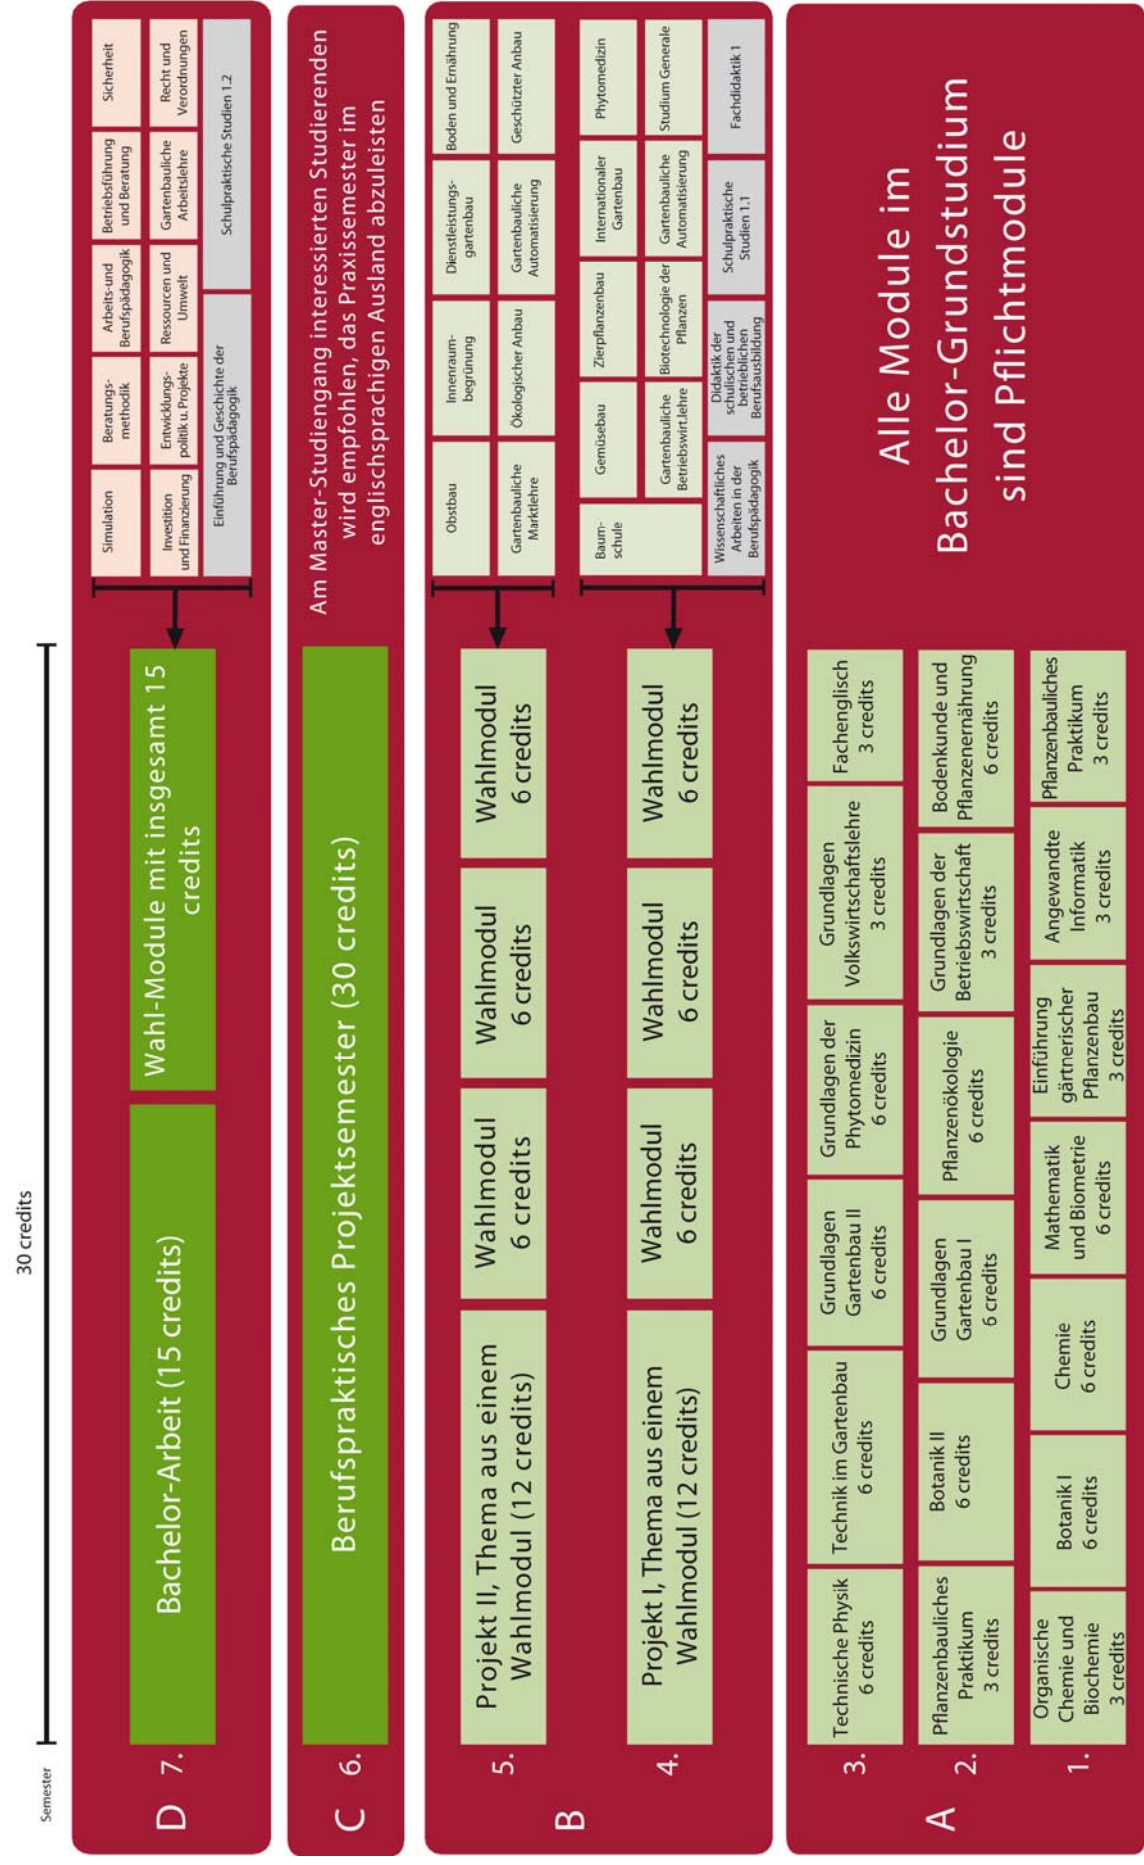 30 credits
Semester
D
7.
Bachelor-Arbeit (15 credits)
Wahl-Module mit insgesamt 15
credits
Simulation
Beratungs-
methodik
Arbeits-und
Berufspädagogik
Betriebsführung
und Beratung
Sicherheit
Investition
und Finanzierung
Entwicklungs-
politik u. Projekte
Ressourcen und
Umwelt
Gartenbauliche
Arbeitslehre
Recht und
Verordnungen
Einführung und Geschichte der
Berufspädagogik
Schulpraktische Studien 1.2
C
6.
Berufspraktisches Projektsemester (30 credits)
Am Master-Studiengang interessierten Studierenden
wird empfohlen, das Praxissemester im
englischsprachigen Ausland abzuleisten
B
5.
Projekt II, Thema aus einem
Wahlmodul (12 credits)
Wahlmodul
6 credits
Wahlmodul
6 credits
Wahlmodul
6 credits
Obstbau
Innenraum-
begrünung
Dienstleistungs-
gartenbau
Boden und Ernährung
Gartenbauliche
Marktlehre
Ökologischer Anbau
Gartenbauliche
Automatisierung
Geschützter Anbau
4.
Projekt I, Thema aus einem
Wahlmodul (12 credits)
Wahlmodul
6 credits
Wahlmodul
6 credits
Wahlmodul
6 credits
Baum-
schule
Gemüsebau
Zierpflanzenbau
Internationaler
Gartenbau
Phytomedizin
Gartenbauliche
Betriebswirt.lehre
Biotechnologie der
Pflanzen
Gartenbauliche
Automatisierung
Studium Generale
Wissenschaftliches
Arbeiten in der
Berufspädagogik
Didaktik der
schulischen und
betrieblichen
Berufsausbildung
Schulpraktische
Studien 1.1
Fachdidaktik 1
A
3.
Technische Physik
6 credits
Technik im Gartenbau
6 credits
Grundlagen
Gartenbau II
6 credits
Grundlagen der
Phytomedizin
6 credits
Grundlagen
Volkswirtschaftslehre
3 credits
Fachenglisch
3 credits
2.
Pflanzenbauliches
Praktikum
3 credits
Botanik II
6 credits
Grundlagen
Gartenbau I
6 credits
Pflanzenökologie
6 credits
Grundlagen der
Betriebswirtschaft
3 credits
Bodenkunde und
Pflanzenernährung
6 credits
1.
Organische
Chemie und
Biochemie
3 credits
Botanik I
6 credits
Chemie
6 credits
Mathematik
und Biometrie
6 credits
Einführung
gärtnerischer
Pflanzenbau
3 credits
Angewandte
Informatik
3 credits
Pflanzenbauliches
Praktikum
3 credits
Alle Module im
Bachelor-Grundstudium
sind Pflichtmodule